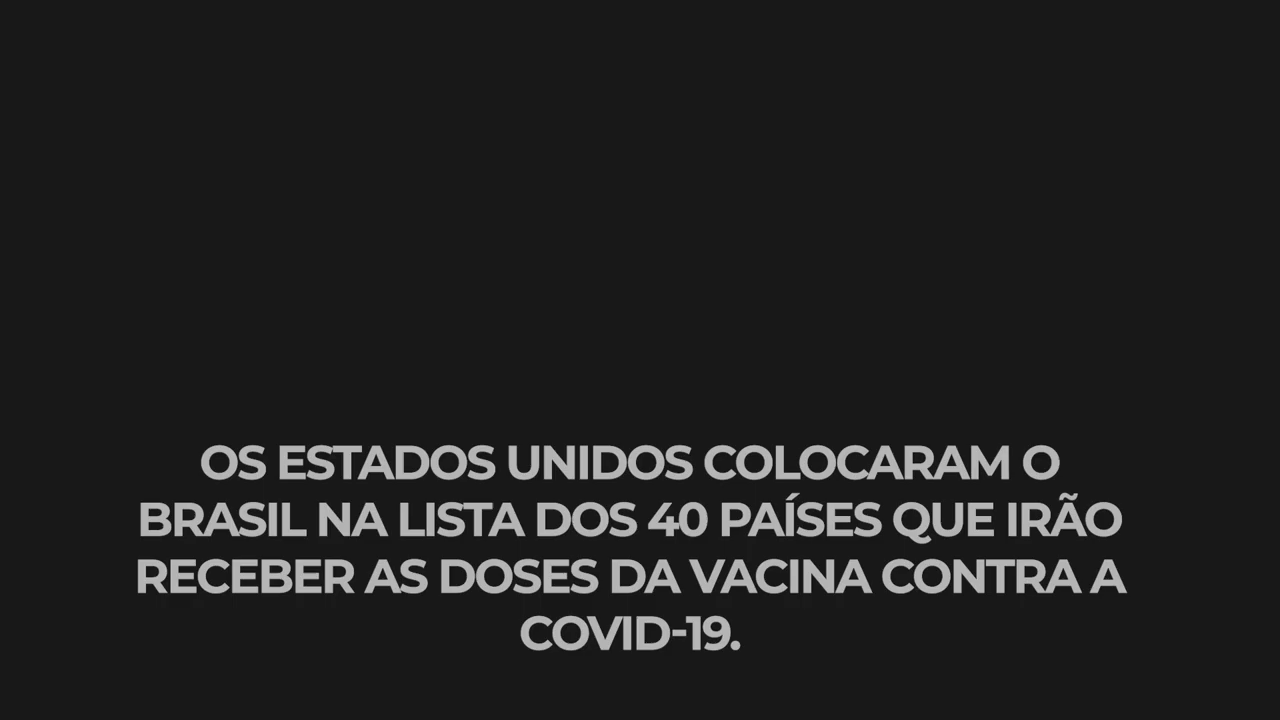 OS ESTADOS UNIDOS COLOCARAM O
BRASIL NA LISTA DOS 40 PAÍSES QUE IRÃO
RECEBER AS DOSES DA VACINA CONTRA A
COVID-19.